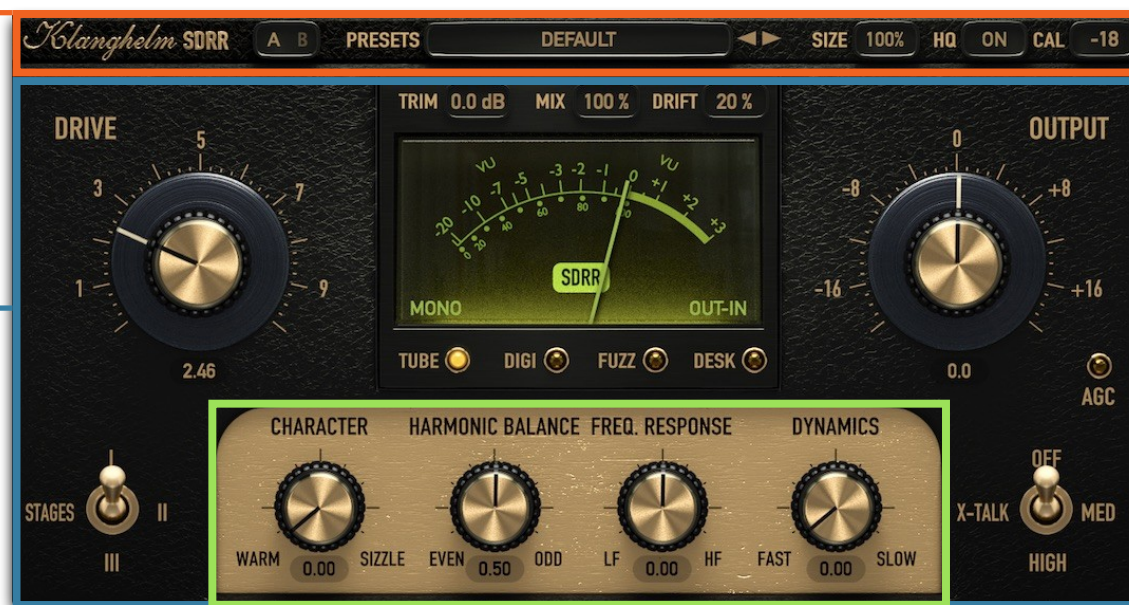 Klanghelm SDRR A B PRESETS DEFAULT SIZE 100% HQ ON CAL -18
TRIM 0.0 dB MIX 100 % DRIFT 20 %
DRIVE
1 3 5 7 9
2.46
VU VU
-20 -10 -7 -5 -3 -2 -1 0 +1 +2 +3
0 20 40 60 80
SDRR
MONO OUT-IN
TUBE DIGI FUZZ DESK
OUTPUT
-16 -8 0 +8 +16
0.0
AGC
CHARACTER HARMONIC BALANCE FREQ. RESPONSE DYNAMICS
WARM 0.00 SIZZLE EVEN 0.50 ODD LF 0.00 HF FAST 0.00 SLOW
STAGES II
III
OFF
X-TALK MED
HIGH